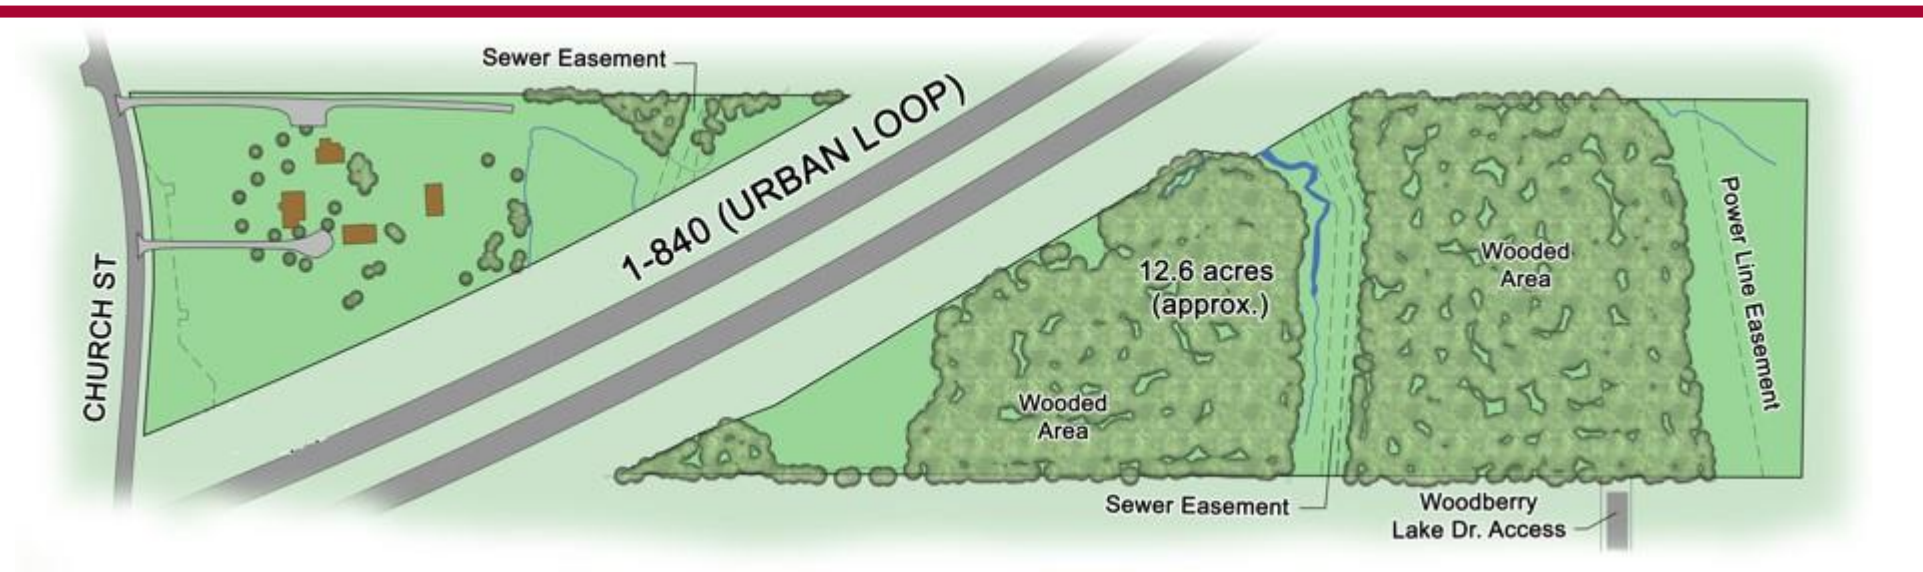 Sewer Easement
1-840 (URBAN LOOP)
CHURCH ST
12.6 acres
(approx.)
Wooded
Area
Wooded
Area
Power Line Easement
Sewer Easement
Woodberry
Lake Dr. Access